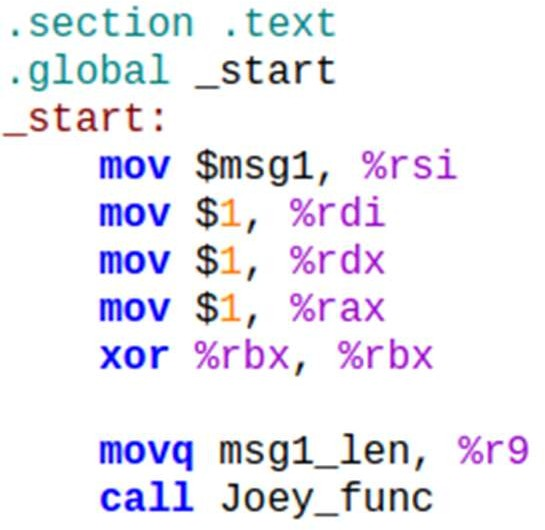 .section .text
.global _start
_start:
mov $msg1, %rsi
mov $1, %rdi
mov $1, %rdx
mov $1, %rax
xor %rbx, %rbx
movq msg1_len, %r9
call Joey_func